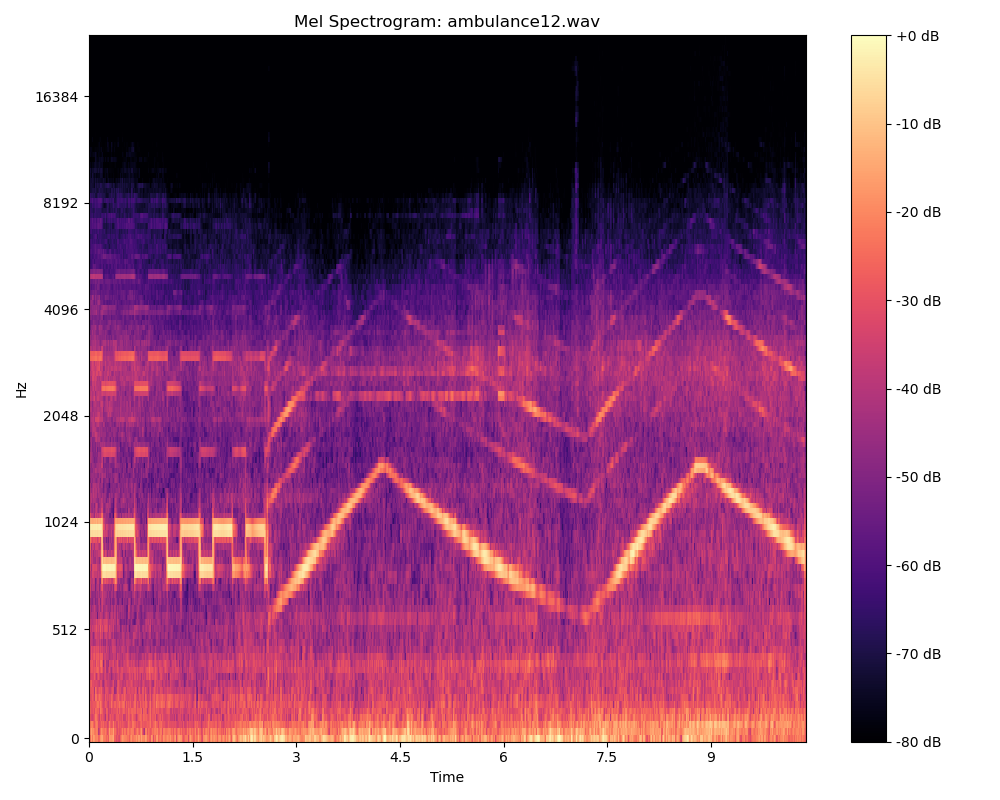 Mel Spectrogram: ambulance12.wav
+0 dB
16384
-10 dB
-20 dB
8192
-30 dB
4096
Hz
-40 dB
2048
-50 dB
1024
-60 dB
512
-70 dB
0
-80 dB
0 1.5 3 4.5 6 7.5 9
Time